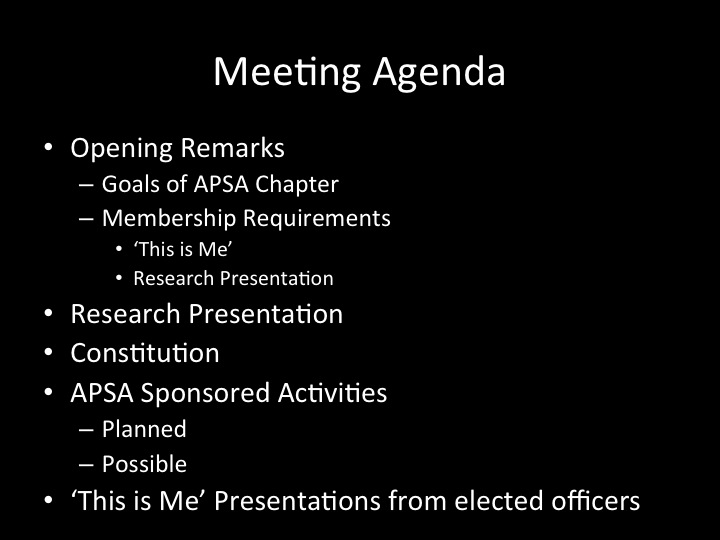 Meeting Agenda
• Opening Remarks
– Goals of APSA Chapter
– Membership Requirements
• ‘This is Me’
• Research Presentation
• Research Presentation
• Constitution
• APSA Sponsored Activities
– Planned
– Possible
• ‘This is Me’ Presentations from elected officers